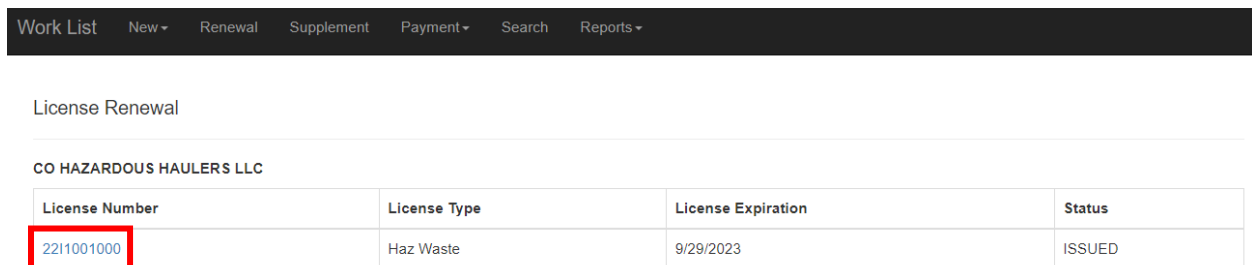 Work List New Renewal Supplement Payment Search Reports
License Renewal
CO HAZARDOUS HAULERS LLC
License Number License Type License Expiration Status
22I1001000 Haz Waste 9/29/2023 ISSUED